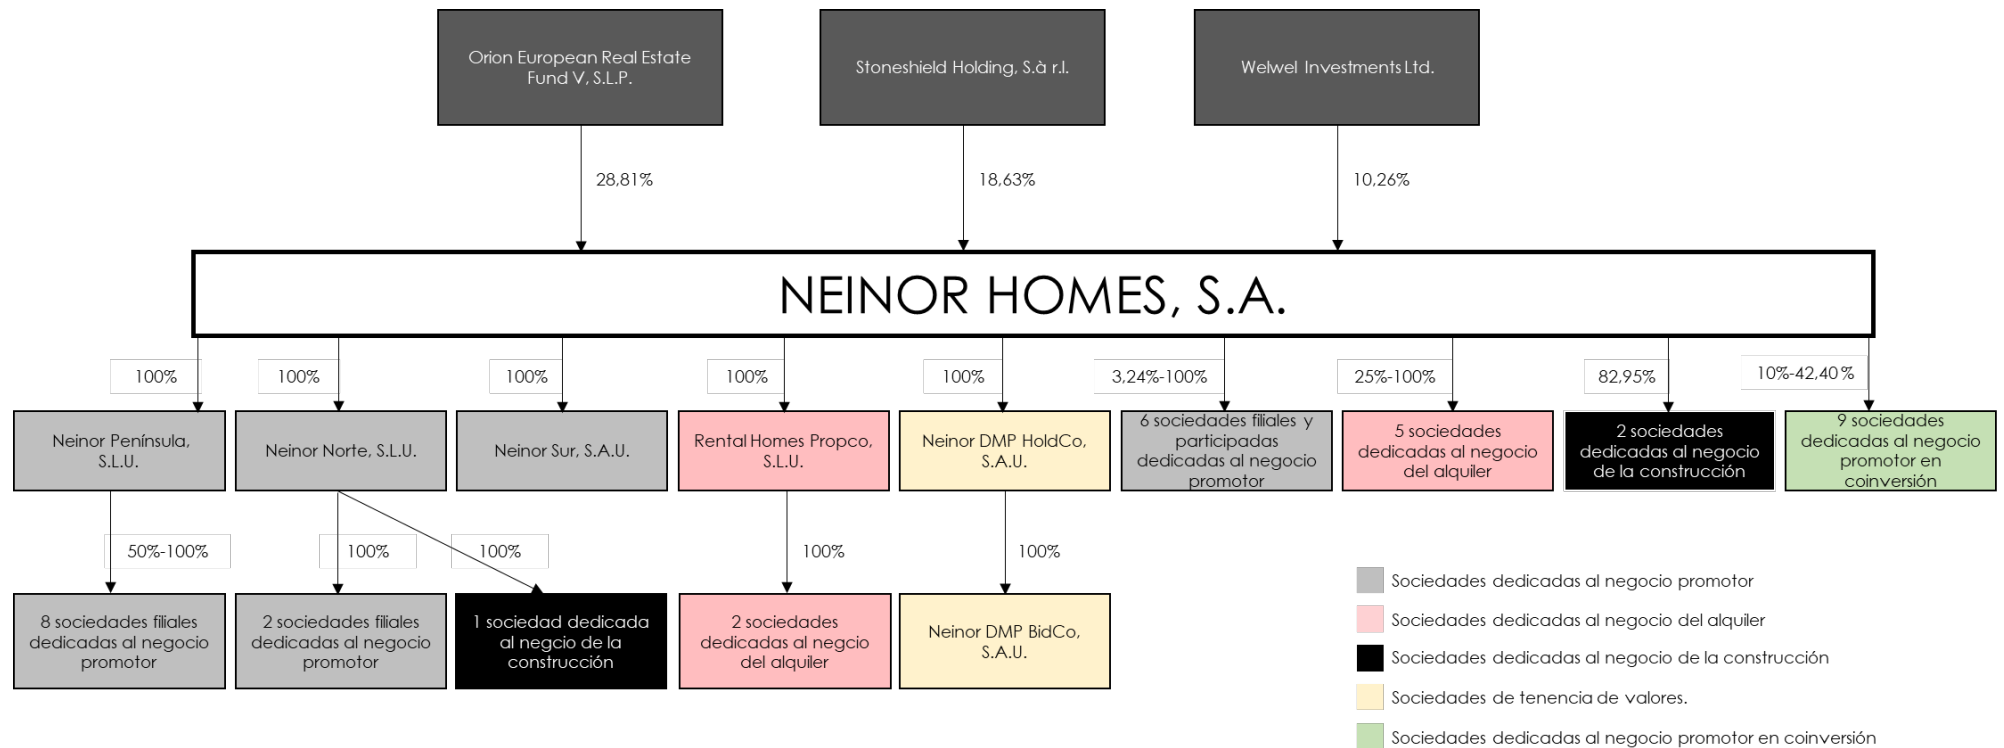 Orion European Real Estate
Fund V, S.L.P.
Stoneshield Holding, S.à r.l.
Welwel Investments Ltd.
28,81%
18,63%
10,26%
NEINOR HOMES, S.A.
100%
100%
100%
100%
100%
3,24%-100%
25%-100%
82,95%
10%-42,40%
Neinor Península,
S.L.U.
Neinor Norte, S.L.U.
Neinor Sur, S.A.U.
Rental Homes Propco,
S.L.U.
Neinor DMP HoldCo,
S.A.U.
6 sociedades filiales y
participadas
dedicadas al negocio
promotor
5 sociedades
dedicadas al negocio
del alquiler
2 sociedades
dedicadas al negocio
de la construcción
9 sociedades
dedicadas al negocio
promotor en
coinversión
50%-100%
100%
100%
100%
100%
8 sociedades filiales
dedicadas al negocio
promotor
2 sociedades filiales
dedicadas al negocio
promotor
1 sociedad dedicada
al negcio de la
construcción
2 sociedades
dedicadas al negcio
del alquiler
Neinor DMP BidCo,
S.A.U.
Sociedades dedicadas al negocio promotor
Sociedades dedicadas al negocio del alquiler
Sociedades dedicadas al negocio de la construcción
Sociedades de tenencia de valores.
Sociedades dedicadas al negocio promotor en coinversión